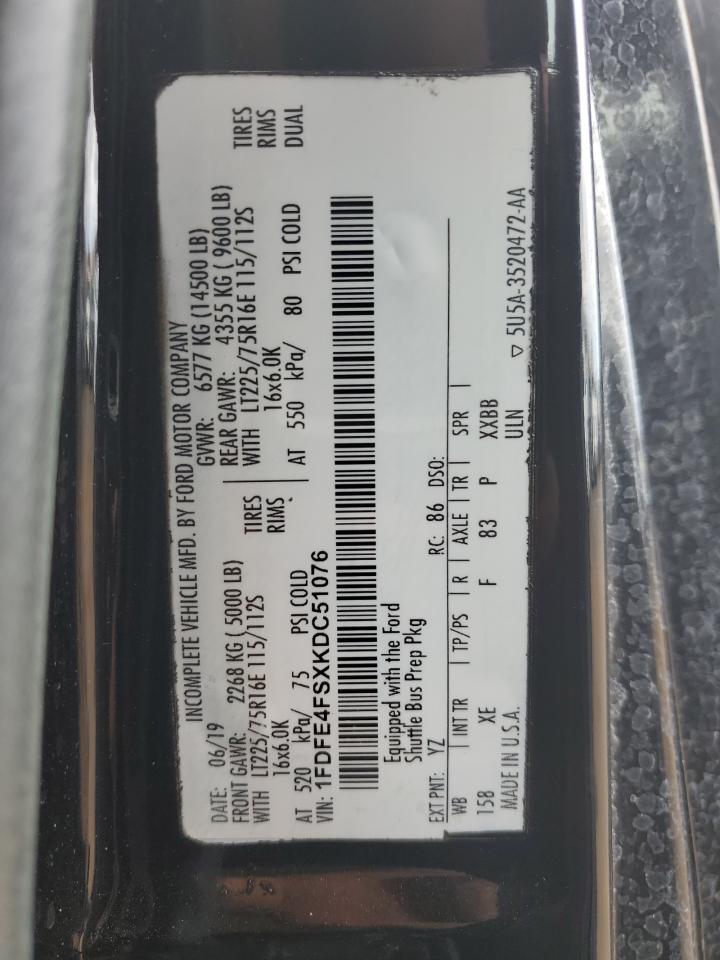 INCOMPLETE VEHICLE MFD. BY FORD MOTOR COMPANY
DATE: 06/19 GVWR: 6577 KG (14500 LB)
FRONT GAWR: 2268 KG ( 5000 LB) REAR GAWR: 4355 KG ( 9600 LB)
WITH LT225/75R16E 115/112S TIRES WITH LT225/75R16E 115/112S TIRES
16x6.0K RIMS 16x6.0K RIMS
AT 520 kPa/ 75 PSI COLD AT 550 kPa/ 80 PSI COLD DUAL
VIN: 1FDFE4FSXKDC51076
Equipped with the Ford
Shuttle Bus Prep Pkg
EXT PNT: YZ RC: 86 DSO:
WB INT TR TP/PS R AXLE TR SPR
158 XE F 83 P XXBB
MADE IN U.S.A. ULN ▽ 5U5A-3520472-AA